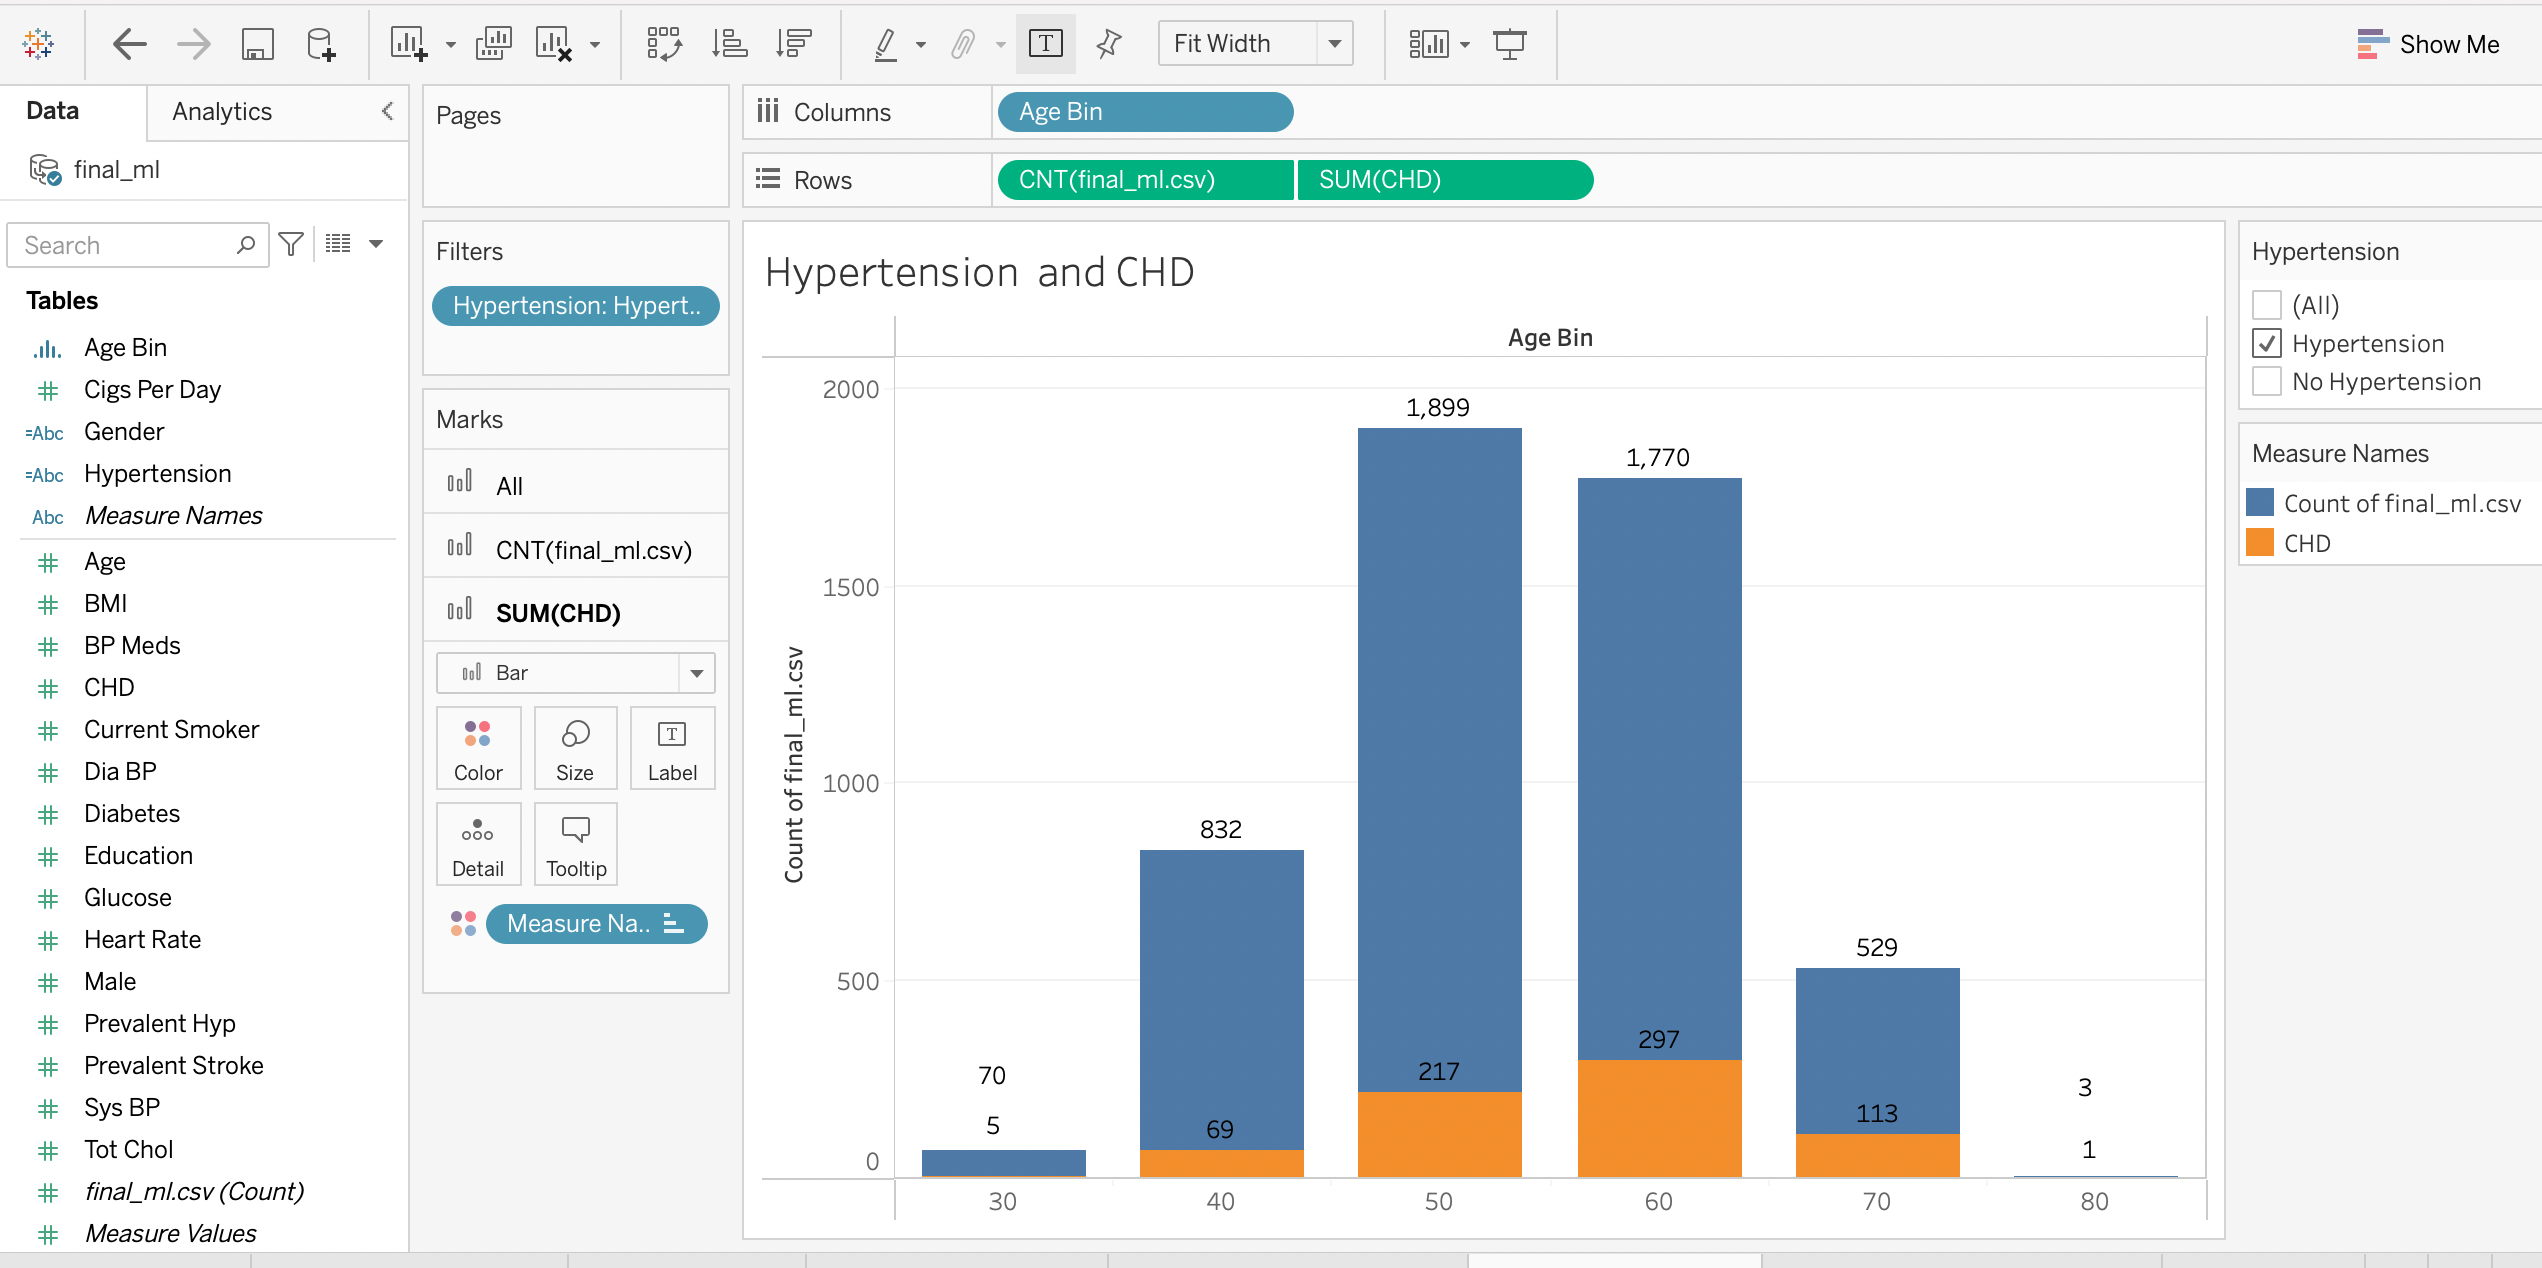 Fit Width
Show Me
Data
Analytics
final_ml
Search
Tables
Age Bin
Cigs Per Day
=Abc Gender
=Abc Hypertension
Abc Measure Names
Age
BMI
BP Meds
CHD
Current Smoker
Dia BP
Diabetes
Education
Glucose
Heart Rate
Male
Prevalent Hyp
Prevalent Stroke
Sys BP
Tot Chol
final_ml.csv (Count)
Measure Values
Pages
Filters
Hypertension: Hypert..
Marks
All
CNT(final_ml.csv)
SUM(CHD)
Bar
Color
Size
T
Label
Detail
Tooltip
Measure Na..
Columns
Age Bin
Rows
CNT(final_ml.csv)
SUM(CHD)
Hypertension and CHD
Age Bin
Count of final_ml.csv
2000
1500
1000
500
0
70
5
832
69
1,899
217
1,770
297
529
113
3
1
30
40
50
60
70
80
Hypertension
(All)
Hypertension
No Hypertension
Measure Names
Count of final_ml.csv
CHD